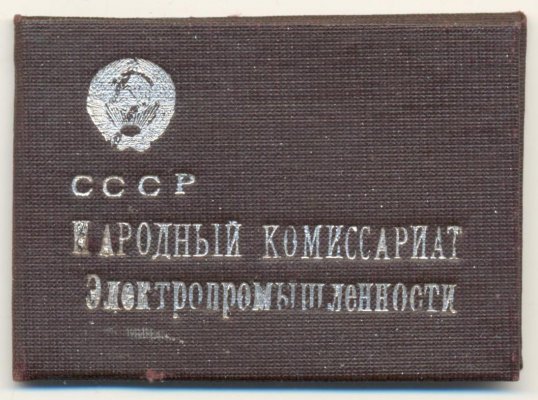 СССР
НАРОДНЫЙ КОМИССАРИАТ
Электропромышленности